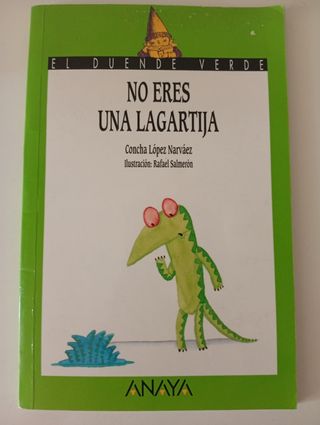 EL DUENDE VERDE
NO ERES
UNA LAGARTIJA
Concha López Narváez
Ilustración: Rafael Salmerón
ANAYA